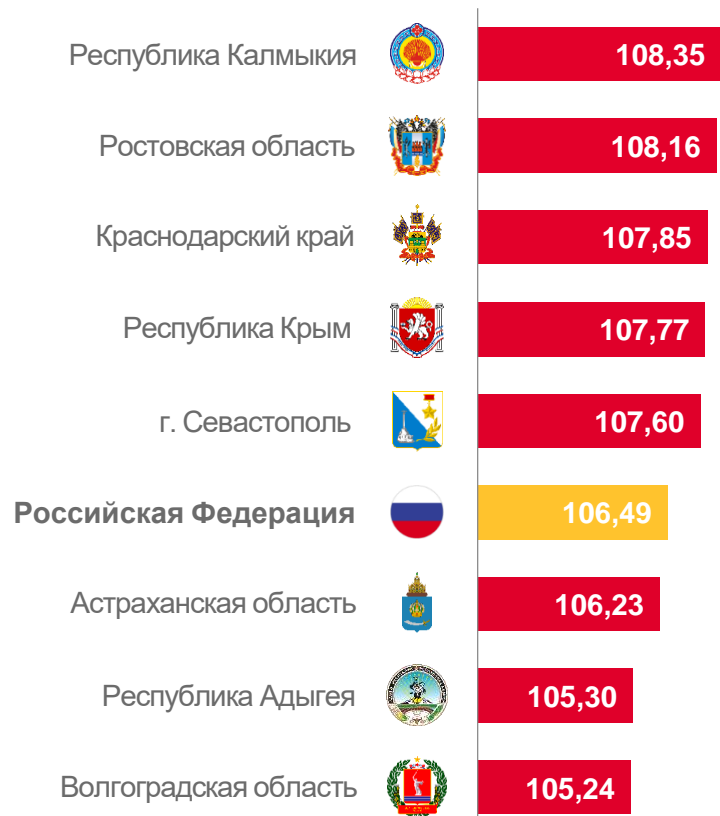 Республика Калмыкия 108,35
Ростовская область 108,16
Краснодарский край 107,85
Республика Крым 107,77
г. Севастополь 107,60
Российская Федерация 106,49
Астраханская область 106,23
Республика Адыгея 105,30
Волгоградская область 105,24